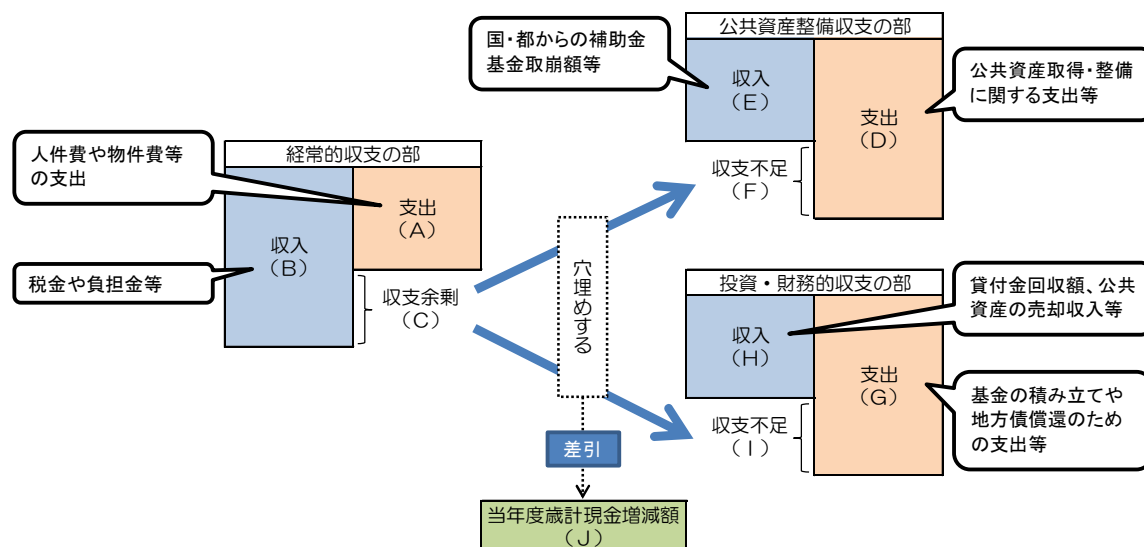 人件費や物件費等
の支出
税金や負担金等
経常的収支の部
収入
（B）
支出
（A）
収支余剰
（C）
国・都からの補助金
基金取崩額等
公共資産整備収支の部
収入
（E）
支出
（D）
収支不足
（F）
公共資産取得・整備
に関する支出等
穴埋めする
差引
当年度歳計現金増減額
（J）
投資・財務的収支の部
収入
（H）
支出
（G）
収支不足
（I）
貸付金回収額、公共
資産の売却収入等
基金の積み立てや
地方債償還のため
の支出等